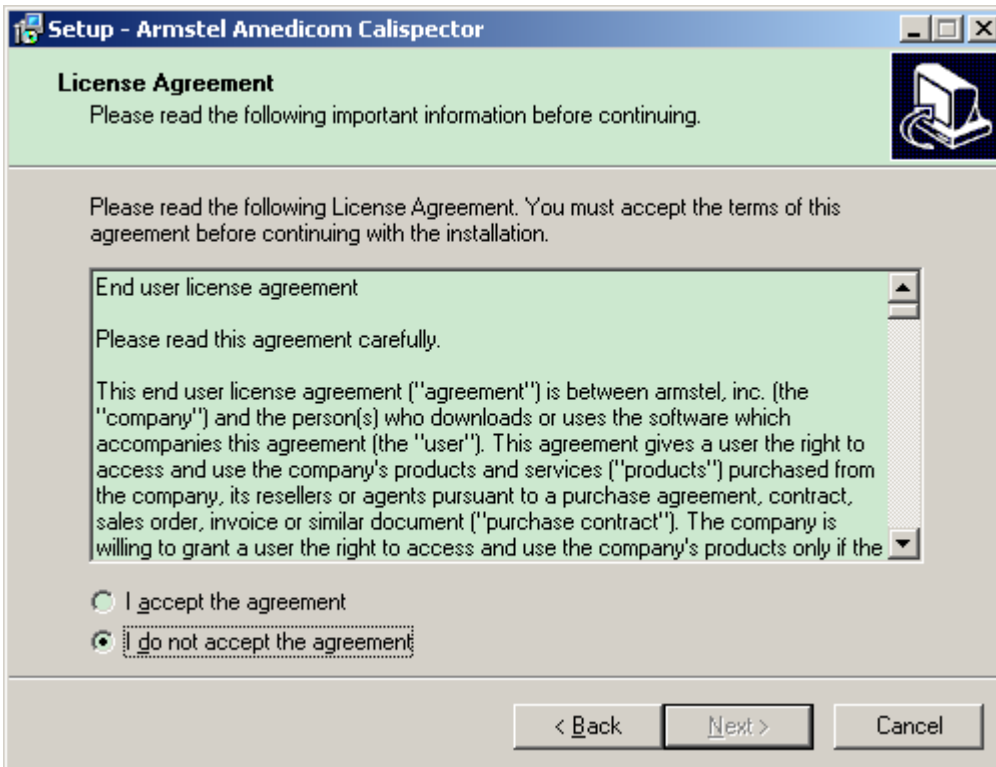 Setup - Armstel Amedicom Calispector
License Agreement
Please read the following important information before continuing.
Please read the following License Agreement. You must accept the terms of this
agreement before continuing with the installation.
End user license agreement
Please read this agreement carefully.
This end user license agreement ("agreement") is between armstel, inc. (the
"company") and the person(s) who downloads or uses the software which
accompanies this agreement (the "user"). This agreement gives a user the right to
access and use the company's products and services ("products") purchased from
the company, its resellers or agents pursuant to a purchase agreement, contract,
sales order, invoice or similar document ("purchase contract"). The company is
willing to grant a user the right to access and use the company's products only if the
I accept the agreement
I do not accept the agreement
< Back Next > Cancel